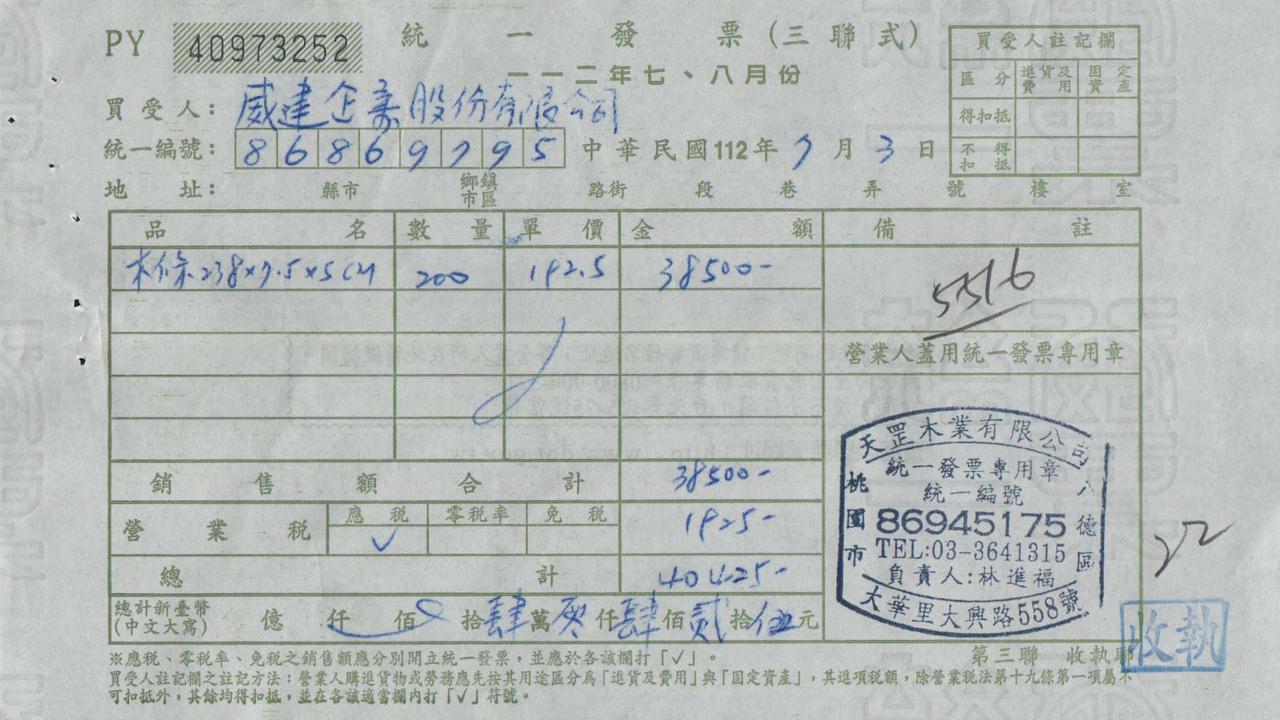 PY 40973252 統一發票(三聯式)
一一二年七、八月份
買受人註記欄
區分 進貨及費用 固定資產
得扣抵
不得扣抵
買受人：威建企業股份有限公司
統一編號：86869795 中華民國112年7月3日
地址： 縣市 鄉鎮市區 路街 段 巷 弄 號 樓 室
品名 數量 單價 金額 備註
木條238×7.5×5CM 200 192.5 38500-
5516
營業人蓋用統一發票專用章
銷售額合計 38500-
營業稅 應稅 零稅率 免稅 1925-
✓
總計 40425-
總計新臺幣(中文大寫) 億 仟 佰 拾肆萬零仟肆佰貳拾伍元
天罡木業有限公司
統一發票專用章
統一編號
86945175
TEL:03-3641315
負責人:林進福
桃園市 八德區
大華里大興路558號
22
※應稅、零稅率、免稅之銷售額應分別開立統一發票，並應於各該欄打「✓」。
第三聯 收執聯
收執
買受人註記欄之註記方法：營業人購進貨物或勞務應先按其用途區分為「進貨及費用」與「固定資產」，其進項稅額，除營業稅法第十九條第一項屬不
可扣抵外，其餘均得扣抵，並在各該適當欄內打「✓」符號。